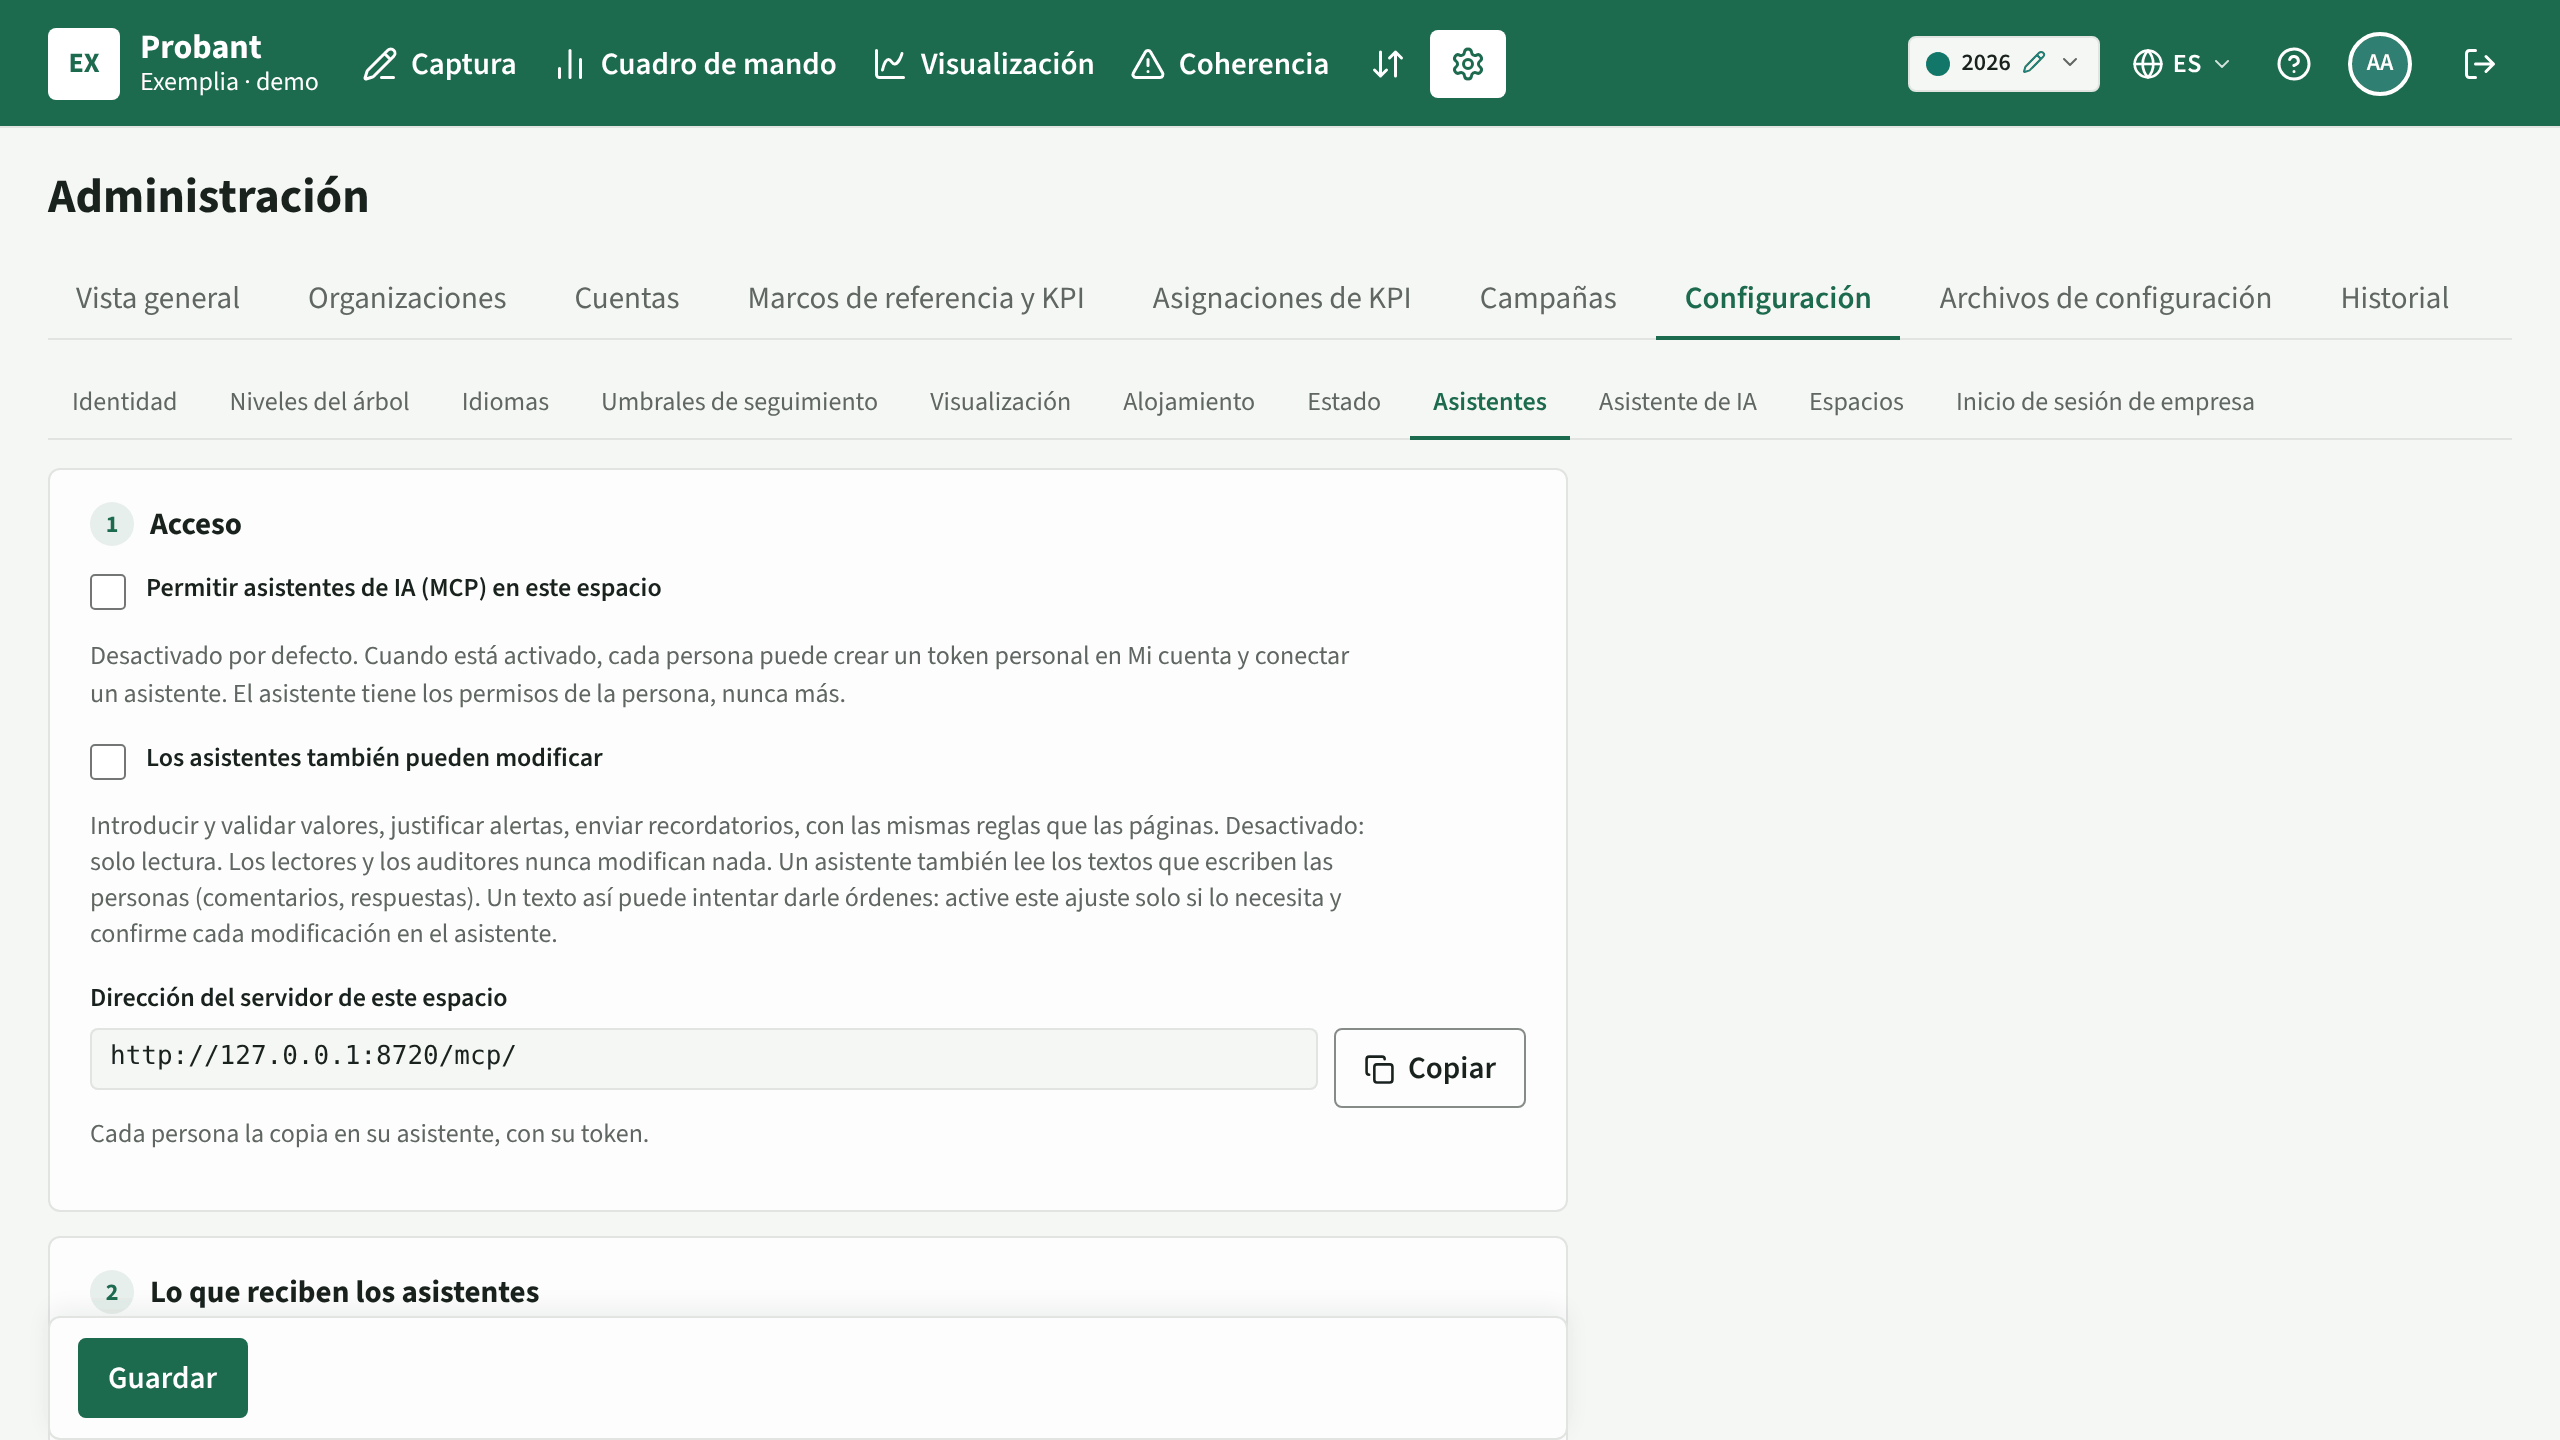 EX
Probant
Exemplia · demo
Captura
Cuadro de mando
Visualización
Coherencia
2026
ES
AA
Administración
Vista general
Organizaciones
Cuentas
Marcos de referencia y KPI
Asignaciones de KPI
Campañas
Configuración
Archivos de configuración
Historial
Identidad
Niveles del árbol
Idiomas
Umbrales de seguimiento
Visualización
Alojamiento
Estado
Asistentes
Asistente de IA
Espacios
Inicio de sesión de empresa
1 Acceso
Permitir asistentes de IA (MCP) en este espacio
Desactivado por defecto. Cuando está activado, cada persona puede crear un token personal en Mi cuenta y conectar
un asistente. El asistente tiene los permisos de la persona, nunca más.
Los asistentes también pueden modificar
Introducir y validar valores, justificar alertas, enviar recordatorios, con las mismas reglas que las páginas. Desactivado:
solo lectura. Los lectores y los auditores nunca modifican nada. Un asistente también lee los textos que escriben las
personas (comentarios, respuestas). Un texto así puede intentar darle órdenes: active este ajuste solo si lo necesita y
confirme cada modificación en el asistente.
Dirección del servidor de este espacio
http://127.0.0.1:8720/mcp/
Copiar
Cada persona la copia en su asistente, con su token.
2 Lo que reciben los asistentes
Guardar